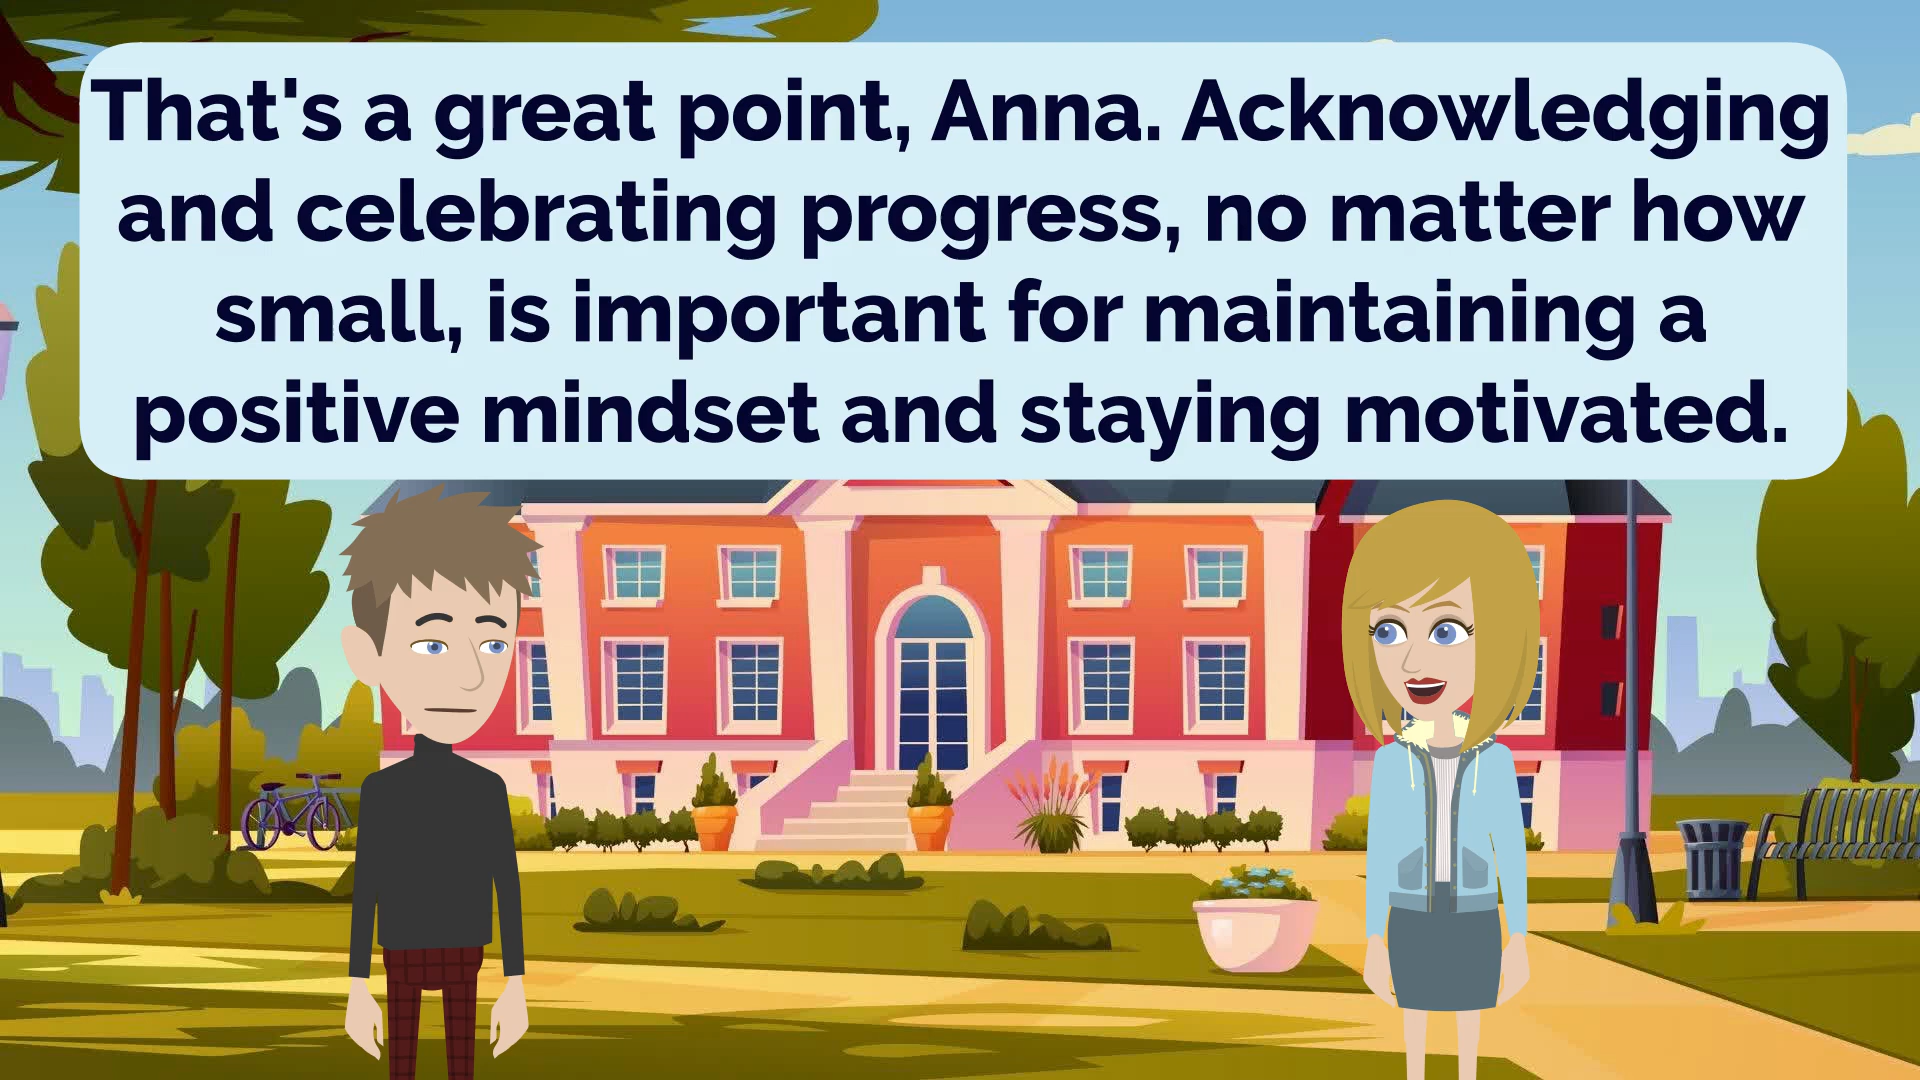 That's a great point, Anna. Acknowledging
and celebrating progress, no matter how
small, is important for maintaining a
positive mindset and staying motivated.